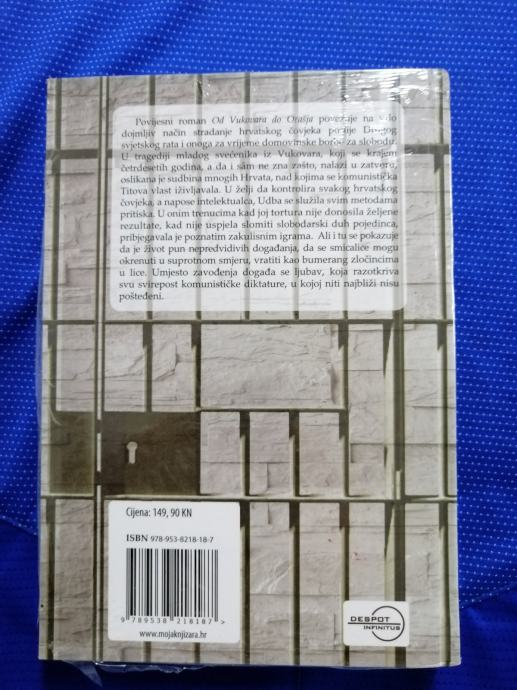 Povijesni roman Od Vukovara do Orašja povezuje na vrlo
dojmljiv način stradanje hrvatskog čovjeka poslije Drugog
svjetskog rata i onoga za vrijeme domovinske borbe za slobodu.
U tragediji mladog svećenika iz Vukovara, koji se krajem
četrdesetih godina, a da i sâm ne zna zašto, nalazi u zatvoru,
oslikana je sudbina mnogih Hrvata, nad kojima se komunistička
Titova vlast iživljavala. U želji da kontrolira svakog hrvatskog
čovjeka, a napose intelektualca, Udba se služila svim metodama
pritiska. U onim trenucima kad joj tortura nije donosila željene
rezultate, kad nije uspjela slomiti slobodarski duh pojedinca,
pribjegavala je poznatim zakulisnim igrama. Ali i tu se pokazuje
da je život pun nepredvidivih događanja, da se smicalice mogu
okrenuti u suprotnom smjeru, vratiti kao bumerang zločincima
u lice. Umjesto zavođenja događa se ljubav, koja razotkriva
svu svirepost komunističke diktature, u kojoj niti najbliži nisu
pošteđeni.
Cijena: 149, 90 KN
ISBN 978-953-8218-18-7
9 789538 218187 >
www.mojaknjizara.hr
DESPOT
INFINITUS